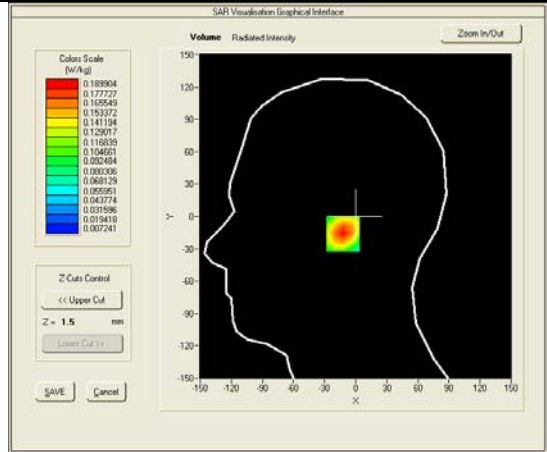 SAR Visualisation Graphical Interface
Volume Radiated Intensity
Zoom In/Out
Colors Scale
(W/kg)
0.189904
0.177727
0.165549
0.153372
0.141194
0.129017
0.116839
0.104661
0.092484
0.080306
0.068129
0.055951
0.043774
0.031596
0.019418
0.007241
Z Cuts Control
<< Upper Cut
Z = 1.5 mm
Lower Cut >>
SAVE Cancel
150-
120-
90-
60-
30-
Y 0-
-30-
-60-
-90-
-120-
-150-
-150 -120 -90 -60 -30 0 30 60 90 120 150
X